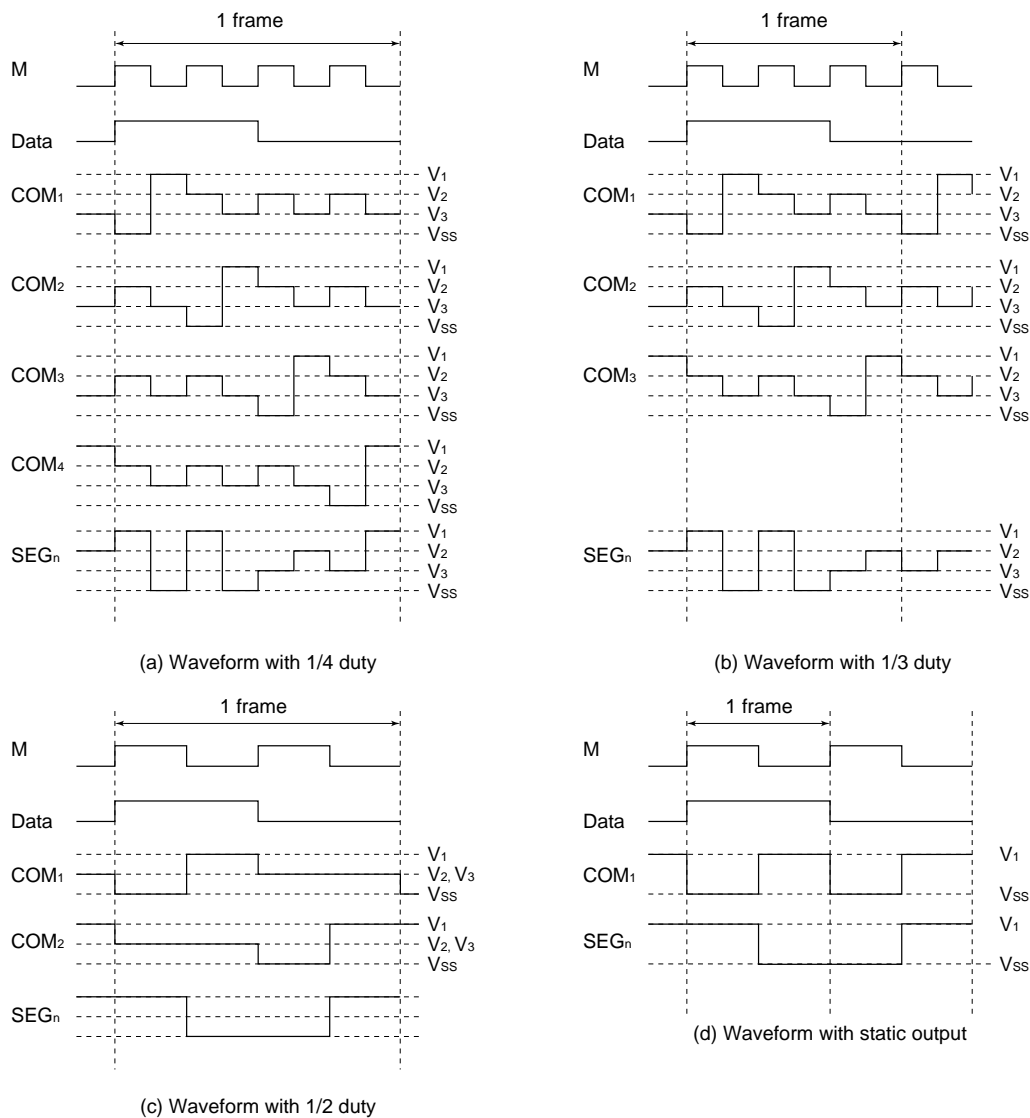 1 frame
M
Data
COM₁
V₁
V₂
V₃
VSS
COM₂
V₁
V₂
V₃
VSS
COM₃
V₁
V₂
V₃
VSS
COM₄
V₁
V₂
V₃
VSS
SEGn
V₁
V₂
V₃
VSS
(a) Waveform with 1/4 duty
1 frame
M
Data
COM₁
V₁
V₂
V₃
VSS
COM₂
V₁
V₂
V₃
VSS
COM₃
V₁
V₂
V₃
VSS
SEGn
V₁
V₂
V₃
VSS
(b) Waveform with 1/3 duty
1 frame
M
Data
COM₁
V₁
V₂, V₃
VSS
COM₂
V₁
V₂, V₃
VSS
SEGn
(c) Waveform with 1/2 duty
1 frame
M
Data
COM₁
V₁
VSS
SEGn
V₁
VSS
(d) Waveform with static output